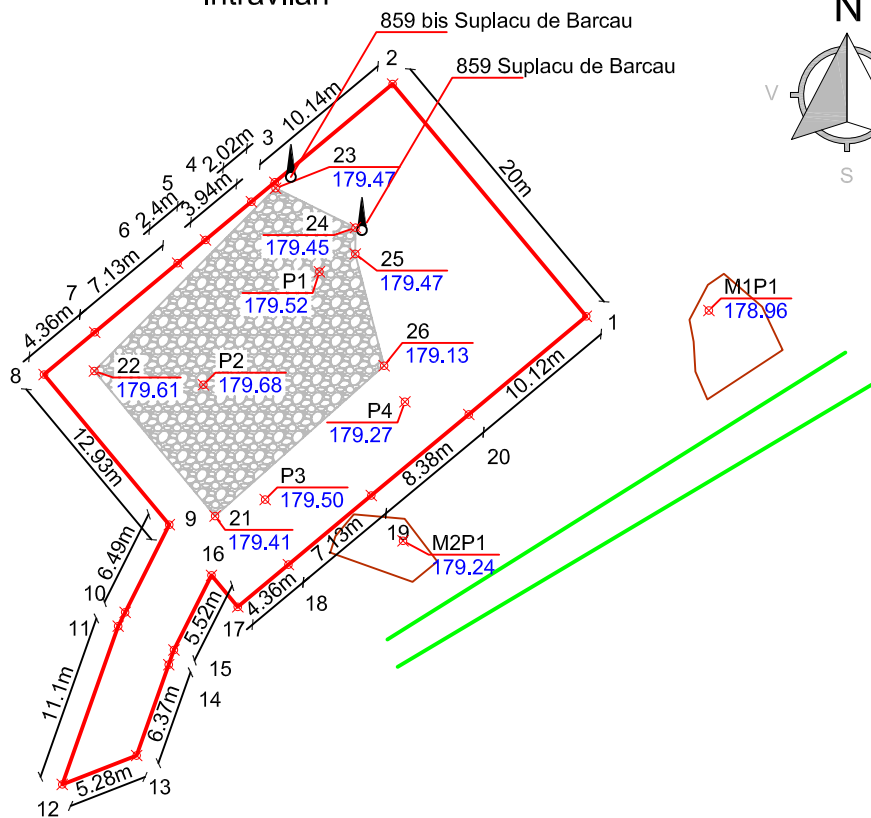 Intravilan
N
859 bis Suplacu de Barcau
2
859 Suplacu de Barcau
V
10.14m
3
2.02m
23
179.47
4
20m
S
5
3.94m
2.4m
24
179.45
6
25
179.47
7.13m
P1
179.52
7
M1P1
178.96
4.36m
1
26
179.13
8
22
179.61
P2
179.68
10.12m
P4
179.27
20
12.93m
8.38m
P3
179.50
9
21
179.41
19
6.49m
16
7.13m
M2P1
179.24
10
4.36m
18
11
17
5.52m
15
11.1m
14
6.37m
5.28m
13
12